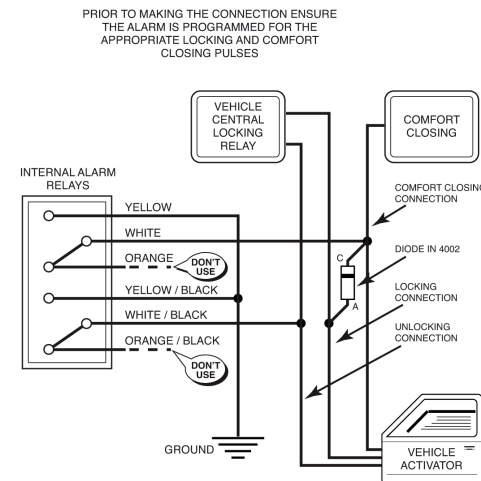 PRIOR TO MAKING THE CONNECTION ENSURE
THE ALARM IS PROGRAMMED FOR THE
APPROPRIATE LOCKING AND COMFORT
CLOSING PULSES
VEHICLE
CENTRAL
LOCKING
RELAY
COMFORT
CLOSING
INTERNAL ALARM
RELAYS
YELLOW
WHITE
ORANGE
DON'T
USE
YELLOW / BLACK
WHITE / BLACK
ORANGE / BLACK
DON'T
USE
GROUND
COMFORT CLOSING
CONNECTION
C
DIODE IN 4002
A
LOCKING
CONNECTION
UNLOCKING
CONNECTION
VEHICLE
ACTIVATOR